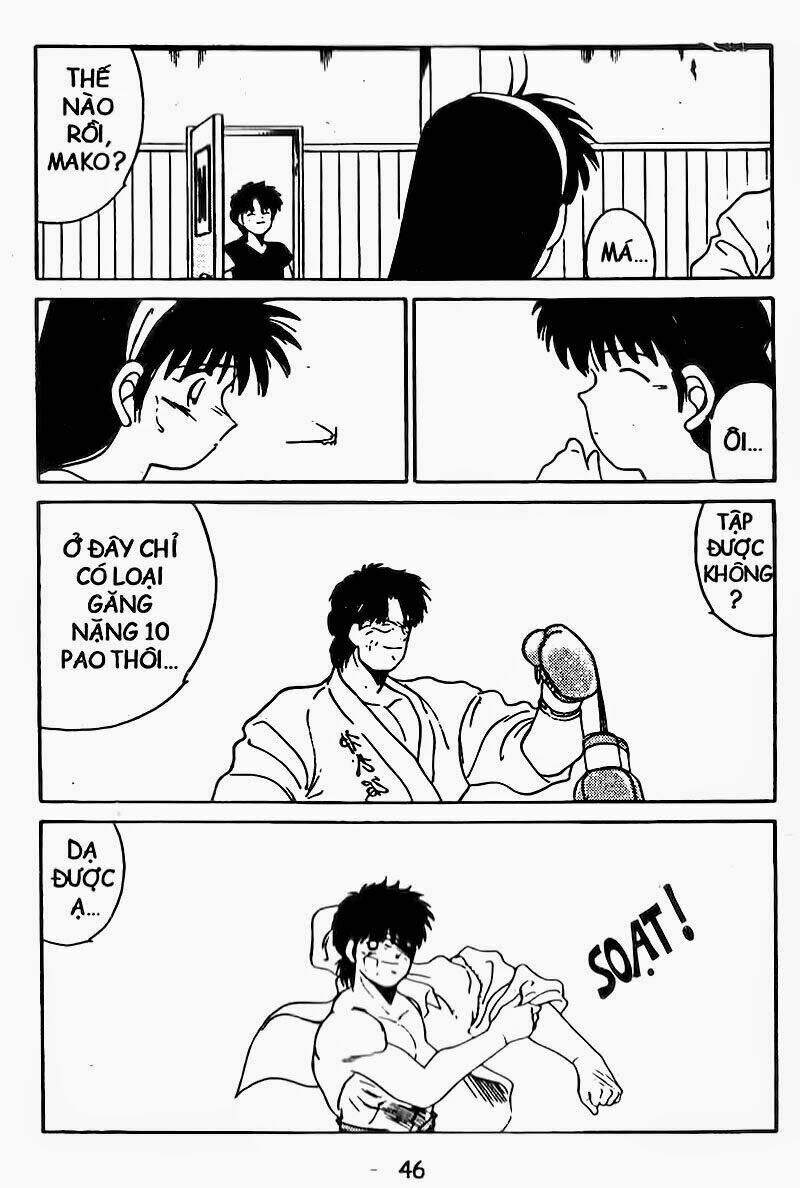 THẾ
NÀO
RỒI,
MAKO?
MÁ...
ÔI...
Ở ĐÂY CHỈ
CÓ LOẠI
GĂNG
NẶNG 10
PAO THÔI...
TẬP
ĐƯỢC
KHÔNG
?
DẠ
ĐƯỢC
Ạ...
SOẠT!
46